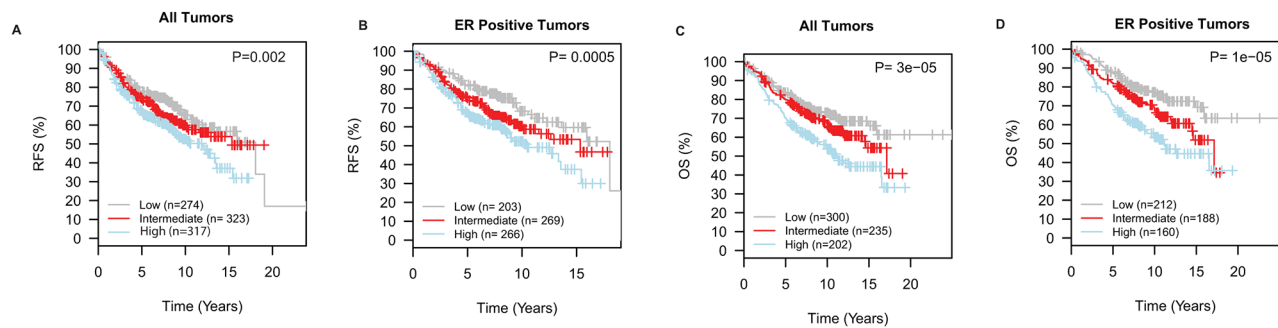 A
All Tumors
P=0.002
RFS (%)
100
90
80
70
60
50
40
30
20
10
0
Low (n=274)
Intermediate (n= 323)
High (n=317)
0 5 10 15 20
Time (Years)
B
ER Positive Tumors
P= 0.0005
RFS (%)
100
90
80
70
60
50
40
30
20
10
0
Low (n= 203)
Intermediate (n= 269)
High (n= 266)
0 5 10 15
Time (Years)
C
All Tumors
P= 3e−05
OS (%)
100
90
80
70
60
50
40
30
20
10
0
Low (n=300)
Intermediate (n=235)
High (n=202)
0 5 10 15 20
Time (Years)
D
ER Positive Tumors
P= 1e−05
OS (%)
100
90
80
70
60
50
40
30
20
10
0
Low (n=212)
Intermediate (n=188)
High (n=160)
0 5 10 15 20
Time (Years)